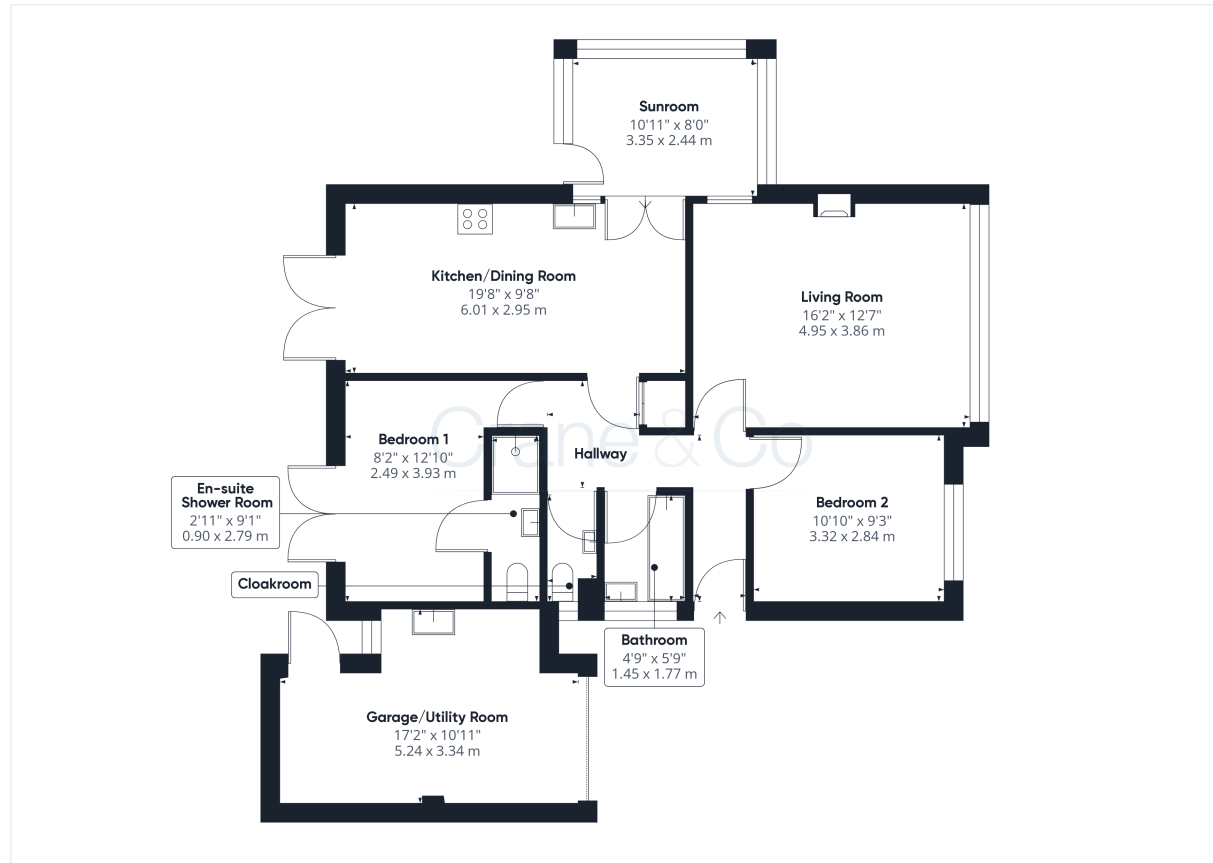 Sunroom
10'11" x 8'0"
3.35 x 2.44 m
Kitchen/Dining Room
19'8" x 9'8"
6.01 x 2.95 m
Living Room
16'2" x 12'7"
4.95 x 3.86 m
Crane & Co
Bedroom 1
8'2" x 12'10"
2.49 x 3.93 m
Hallway
En-suite
Shower Room
2'11" x 9'1"
0.90 x 2.79 m
Bedroom 2
10'10" x 9'3"
3.32 x 2.84 m
Cloakroom
Bathroom
4'9" x 5'9"
1.45 x 1.77 m
Garage/Utility Room
17'2" x 10'11"
5.24 x 3.34 m